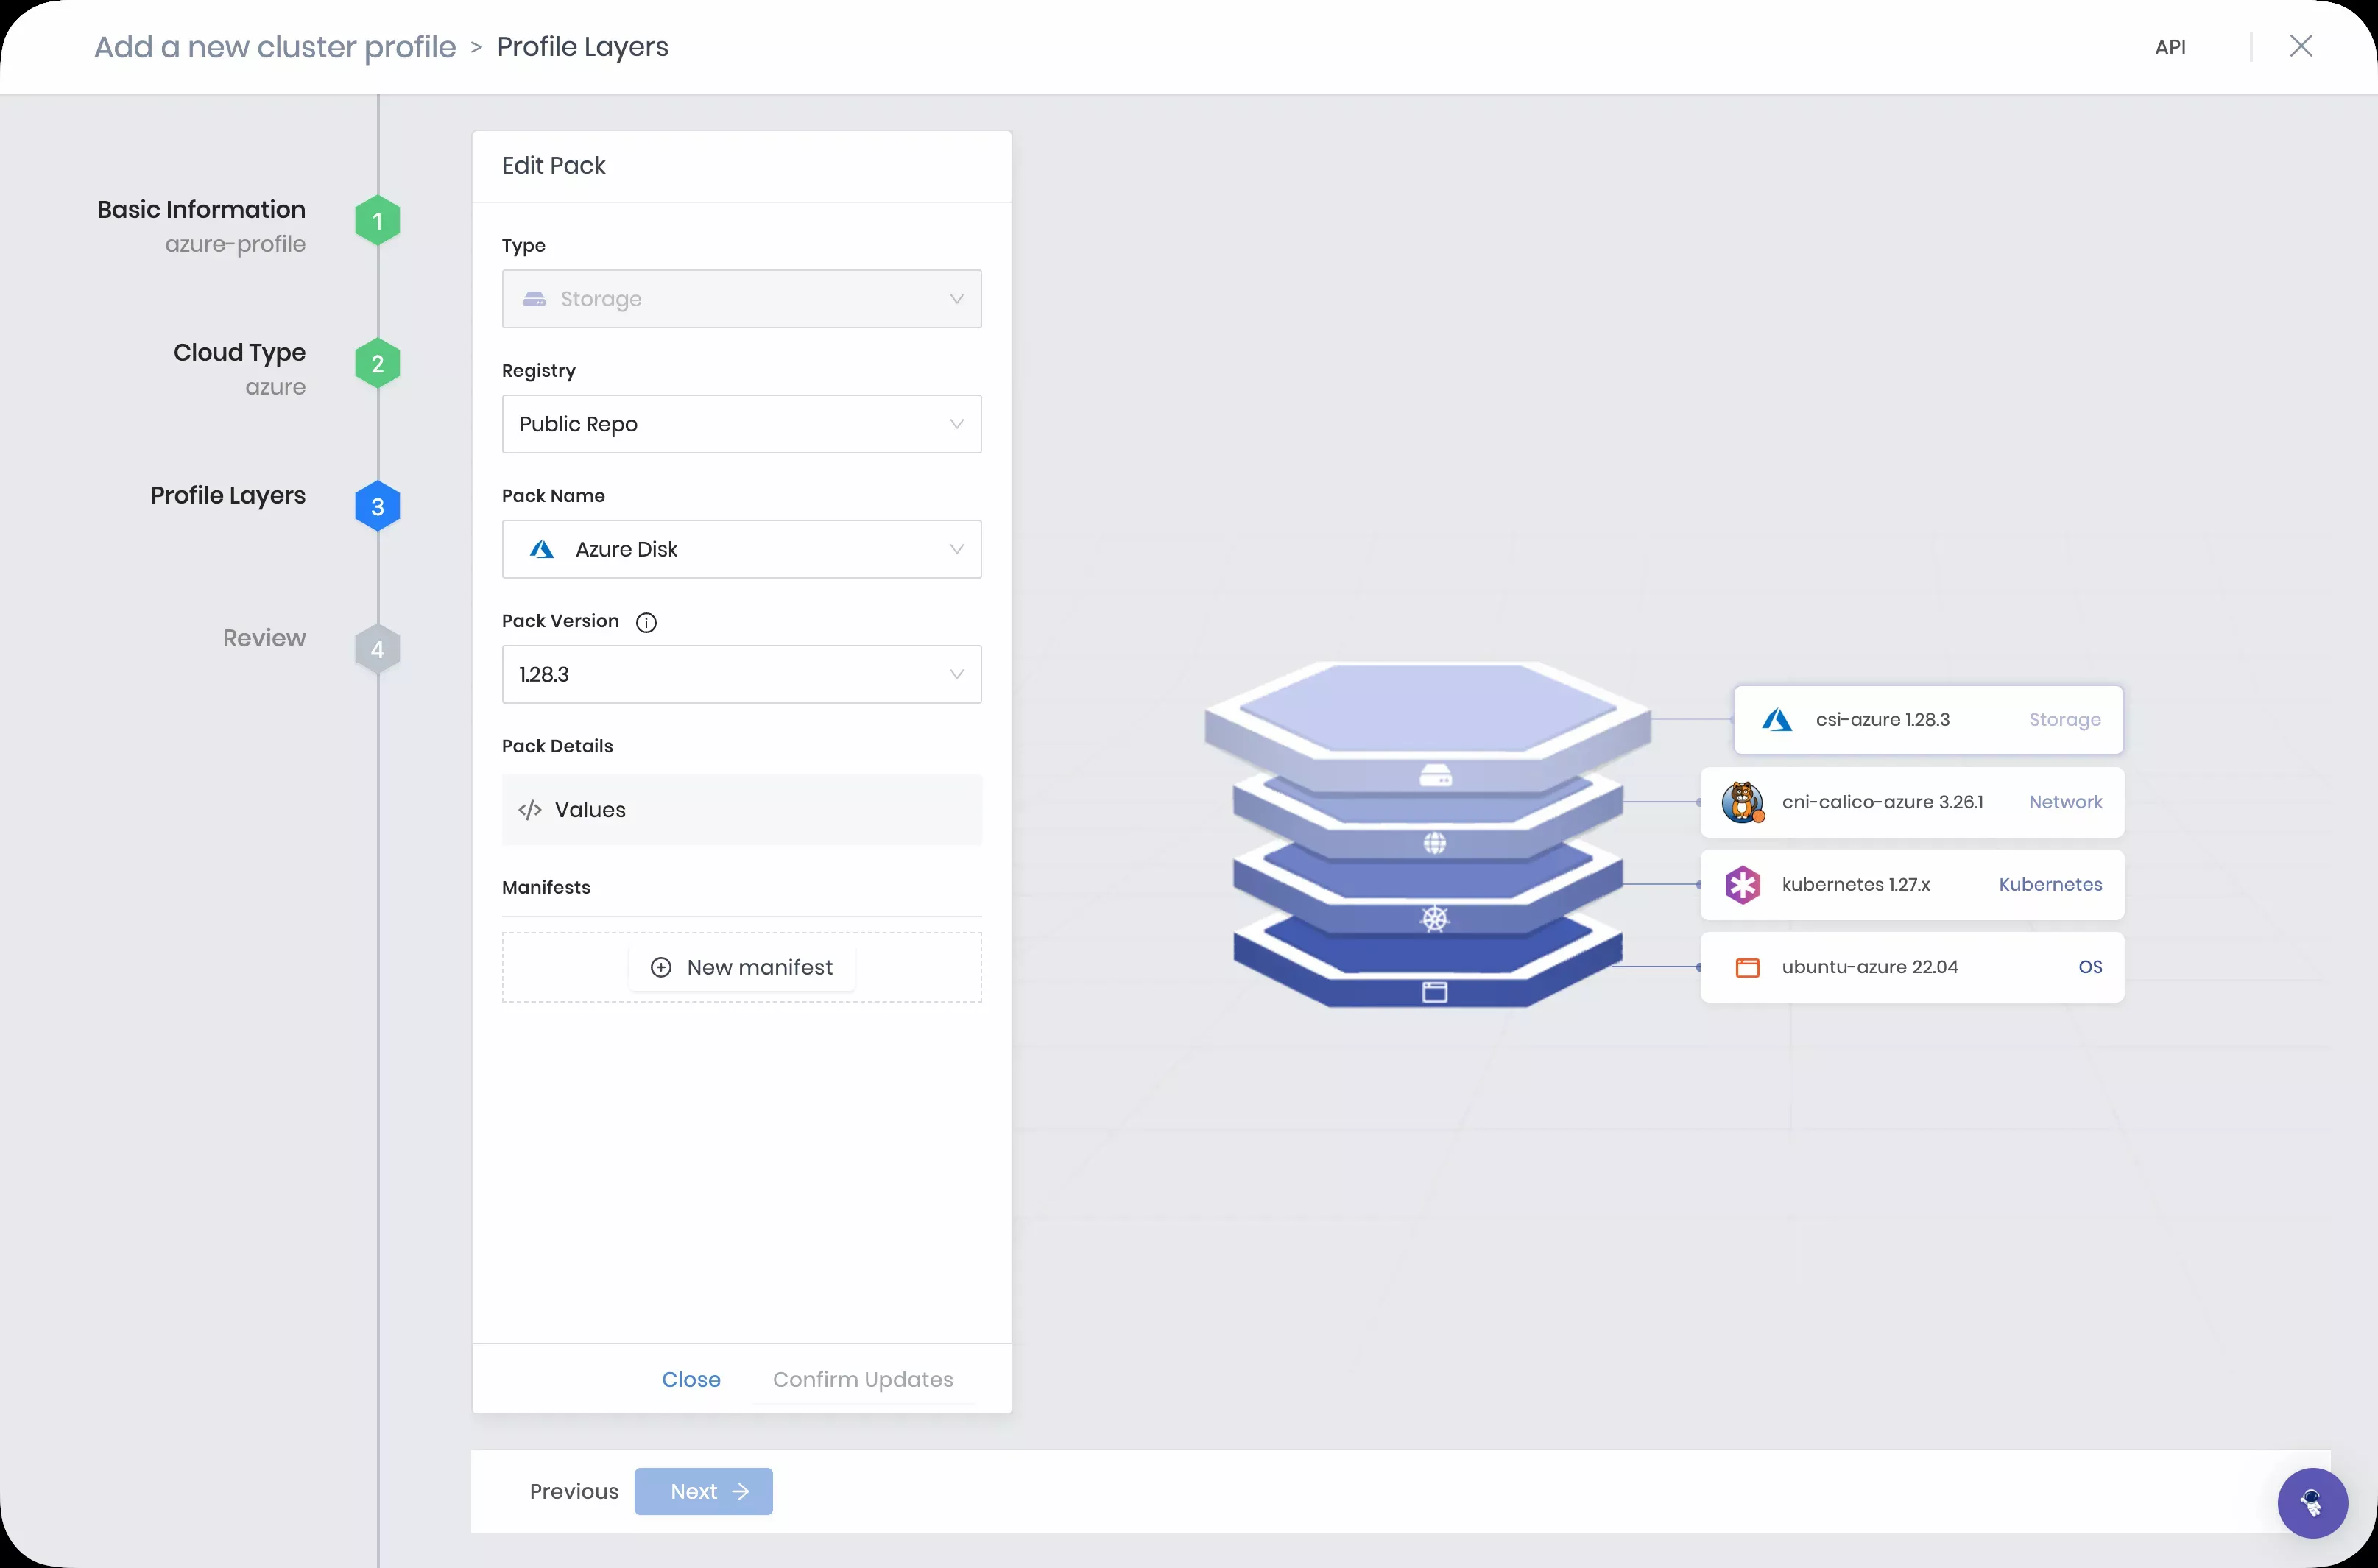 Add a new cluster profile > Profile Layers
API
Basic Information
azure-profile
1
Cloud Type
azure
2
Profile Layers
3
Review
4
Edit Pack
Type
Storage
Registry
Public Repo
Pack Name
Azure Disk
Pack Version
1.28.3
Pack Details
</> Values
Manifests
New manifest
Close
Confirm Updates
csi-azure 1.28.3 Storage
cni-calico-azure 3.26.1 Network
kubernetes 1.27.x Kubernetes
ubuntu-azure 22.04 OS
Previous
Next